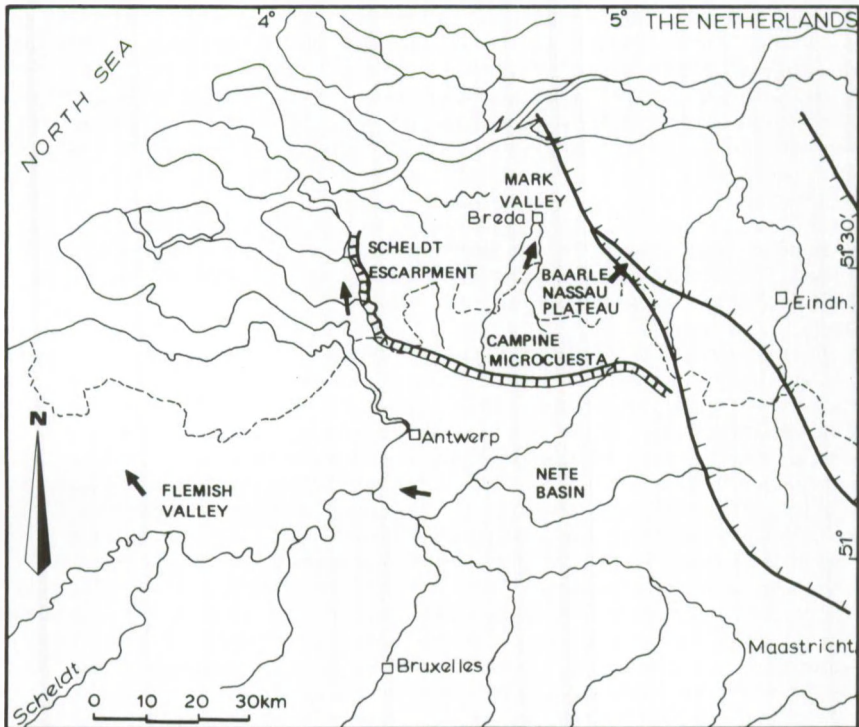 4°
5°
THE NETHERLANDS
NORTH SEA
MARK
VALLEY
Breda
SCHELDT
ESCARPMENT
51°30'
BAARLE
NASSAU
PLATEAU
Eindh.
CAMPINE
MICROCUESTA
N
Antwerp
FLEMISH
VALLEY
NETE
BASIN
51°
Maastricht
Bruxelles
Scheldt
0 10 20 30km